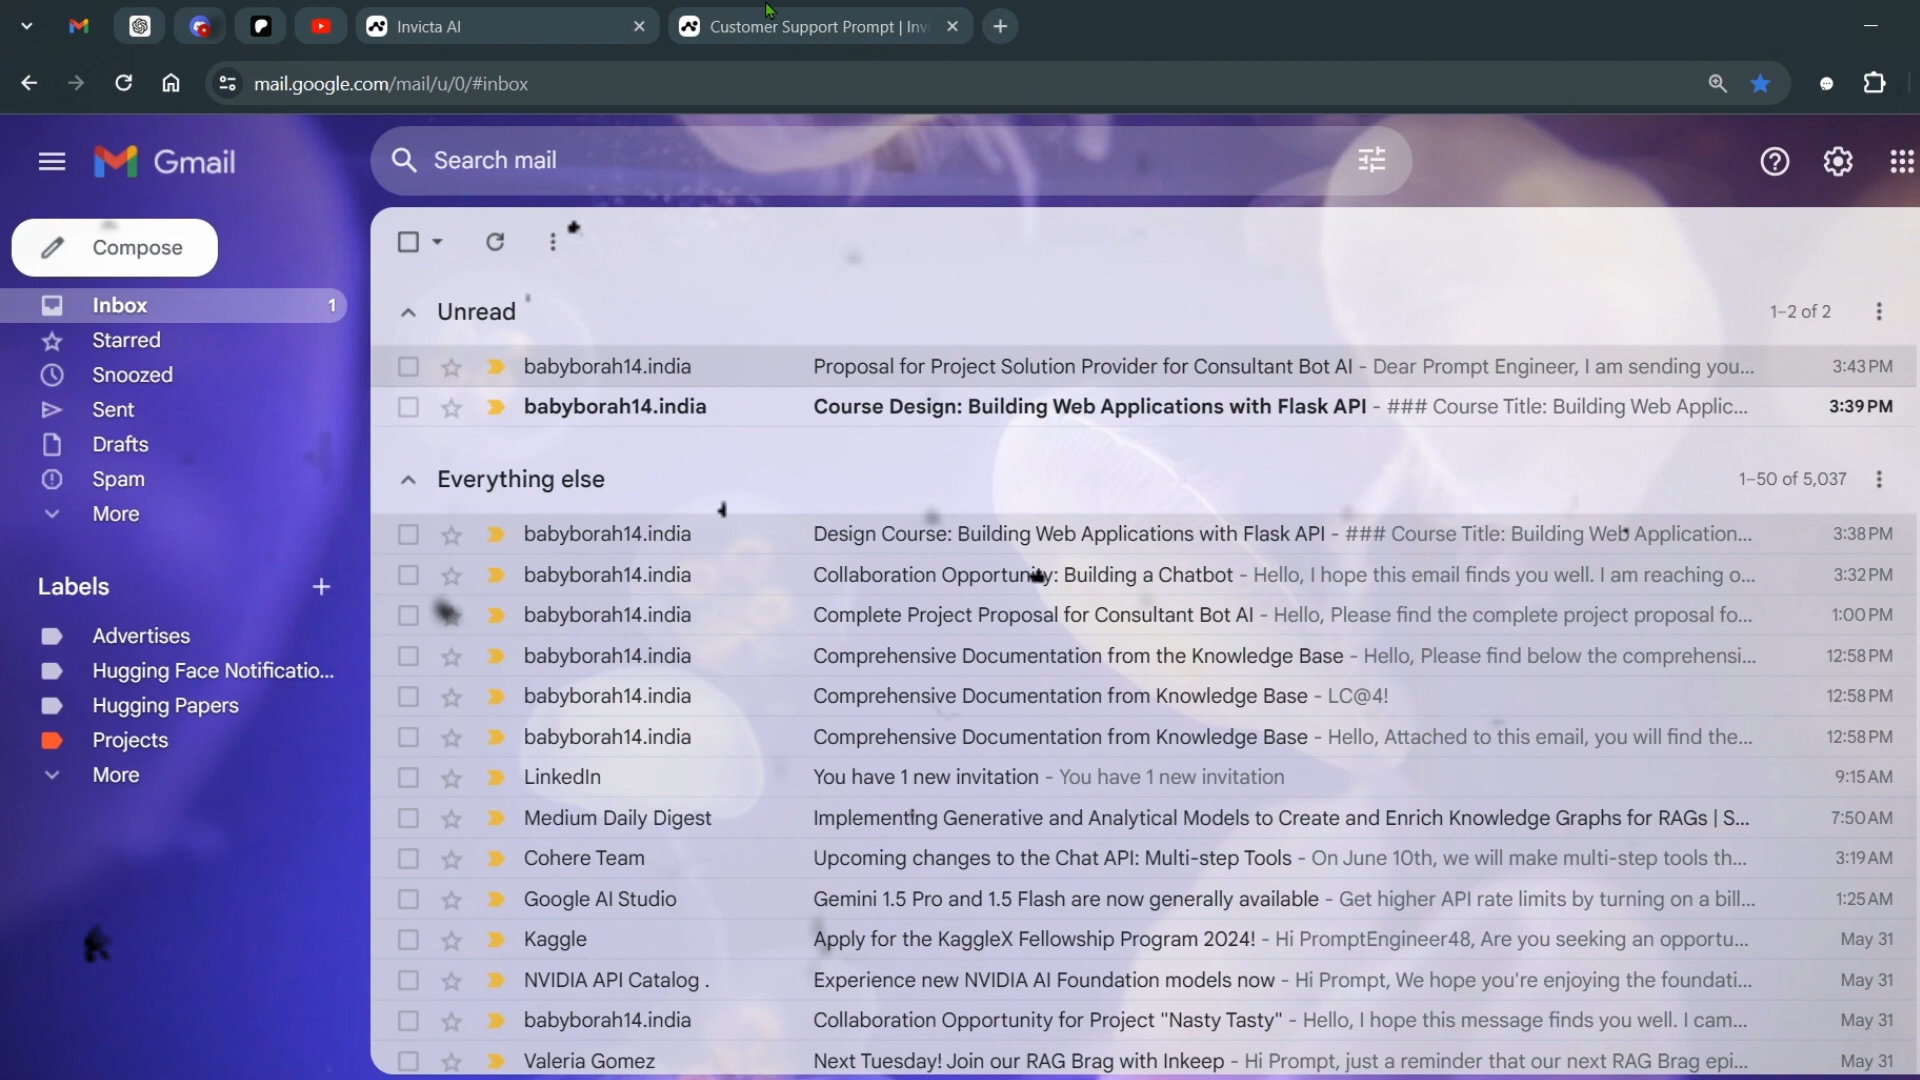 Invicta AI
Customer Support Prompt | Inv
mail.google.com/mail/u/0/#inbox
Gmail
Search mail
Compose
Inbox 1
Starred
Snoozed
Sent
Drafts
Spam
More
Labels
Advertises
Hugging Face Notificatio...
Hugging Papers
Projects
More
Unread 1–2 of 2
babyborah14.india Proposal for Project Solution Provider for Consultant Bot AI - Dear Prompt Engineer, I am sending you... 3:43 PM
babyborah14.india Course Design: Building Web Applications with Flask API - ### Course Title: Building Web Applic... 3:39 PM
Everything else 1–50 of 5,037
babyborah14.india Design Course: Building Web Applications with Flask API - ### Course Title: Building Web Application... 3:38 PM
babyborah14.india Collaboration Opportunity: Building a Chatbot - Hello, I hope this email finds you well. I am reaching o... 3:32 PM
babyborah14.india Complete Project Proposal for Consultant Bot AI - Hello, Please find the complete project proposal fo... 1:00 PM
babyborah14.india Comprehensive Documentation from the Knowledge Base - Hello, Please find below the comprehensi... 12:58 PM
babyborah14.india Comprehensive Documentation from Knowledge Base - LC@4! 12:58 PM
babyborah14.india Comprehensive Documentation from Knowledge Base - Hello, Attached to this email, you will find the... 12:58 PM
LinkedIn You have 1 new invitation - You have 1 new invitation 9:15 AM
Medium Daily Digest Implementing Generative and Analytical Models to Create and Enrich Knowledge Graphs for RAGs | S... 7:50 AM
Cohere Team Upcoming changes to the Chat API: Multi-step Tools - On June 10th, we will make multi-step tools th... 3:19 AM
Google AI Studio Gemini 1.5 Pro and 1.5 Flash are now generally available - Get higher API rate limits by turning on a bill... 1:25 AM
Kaggle Apply for the KaggleX Fellowship Program 2024! - Hi PromptEngineer48, Are you seeking an opportu... May 31
NVIDIA API Catalog . Experience new NVIDIA AI Foundation models now - Hi Prompt, We hope you're enjoying the foundati... May 31
babyborah14.india Collaboration Opportunity for Project "Nasty Tasty" - Hello, I hope this message finds you well. I cam... May 31
Valeria Gomez Next Tuesday! Join our RAG Brag with Inkeep - Hi Prompt, just a reminder that our next RAG Brag epi... May 31